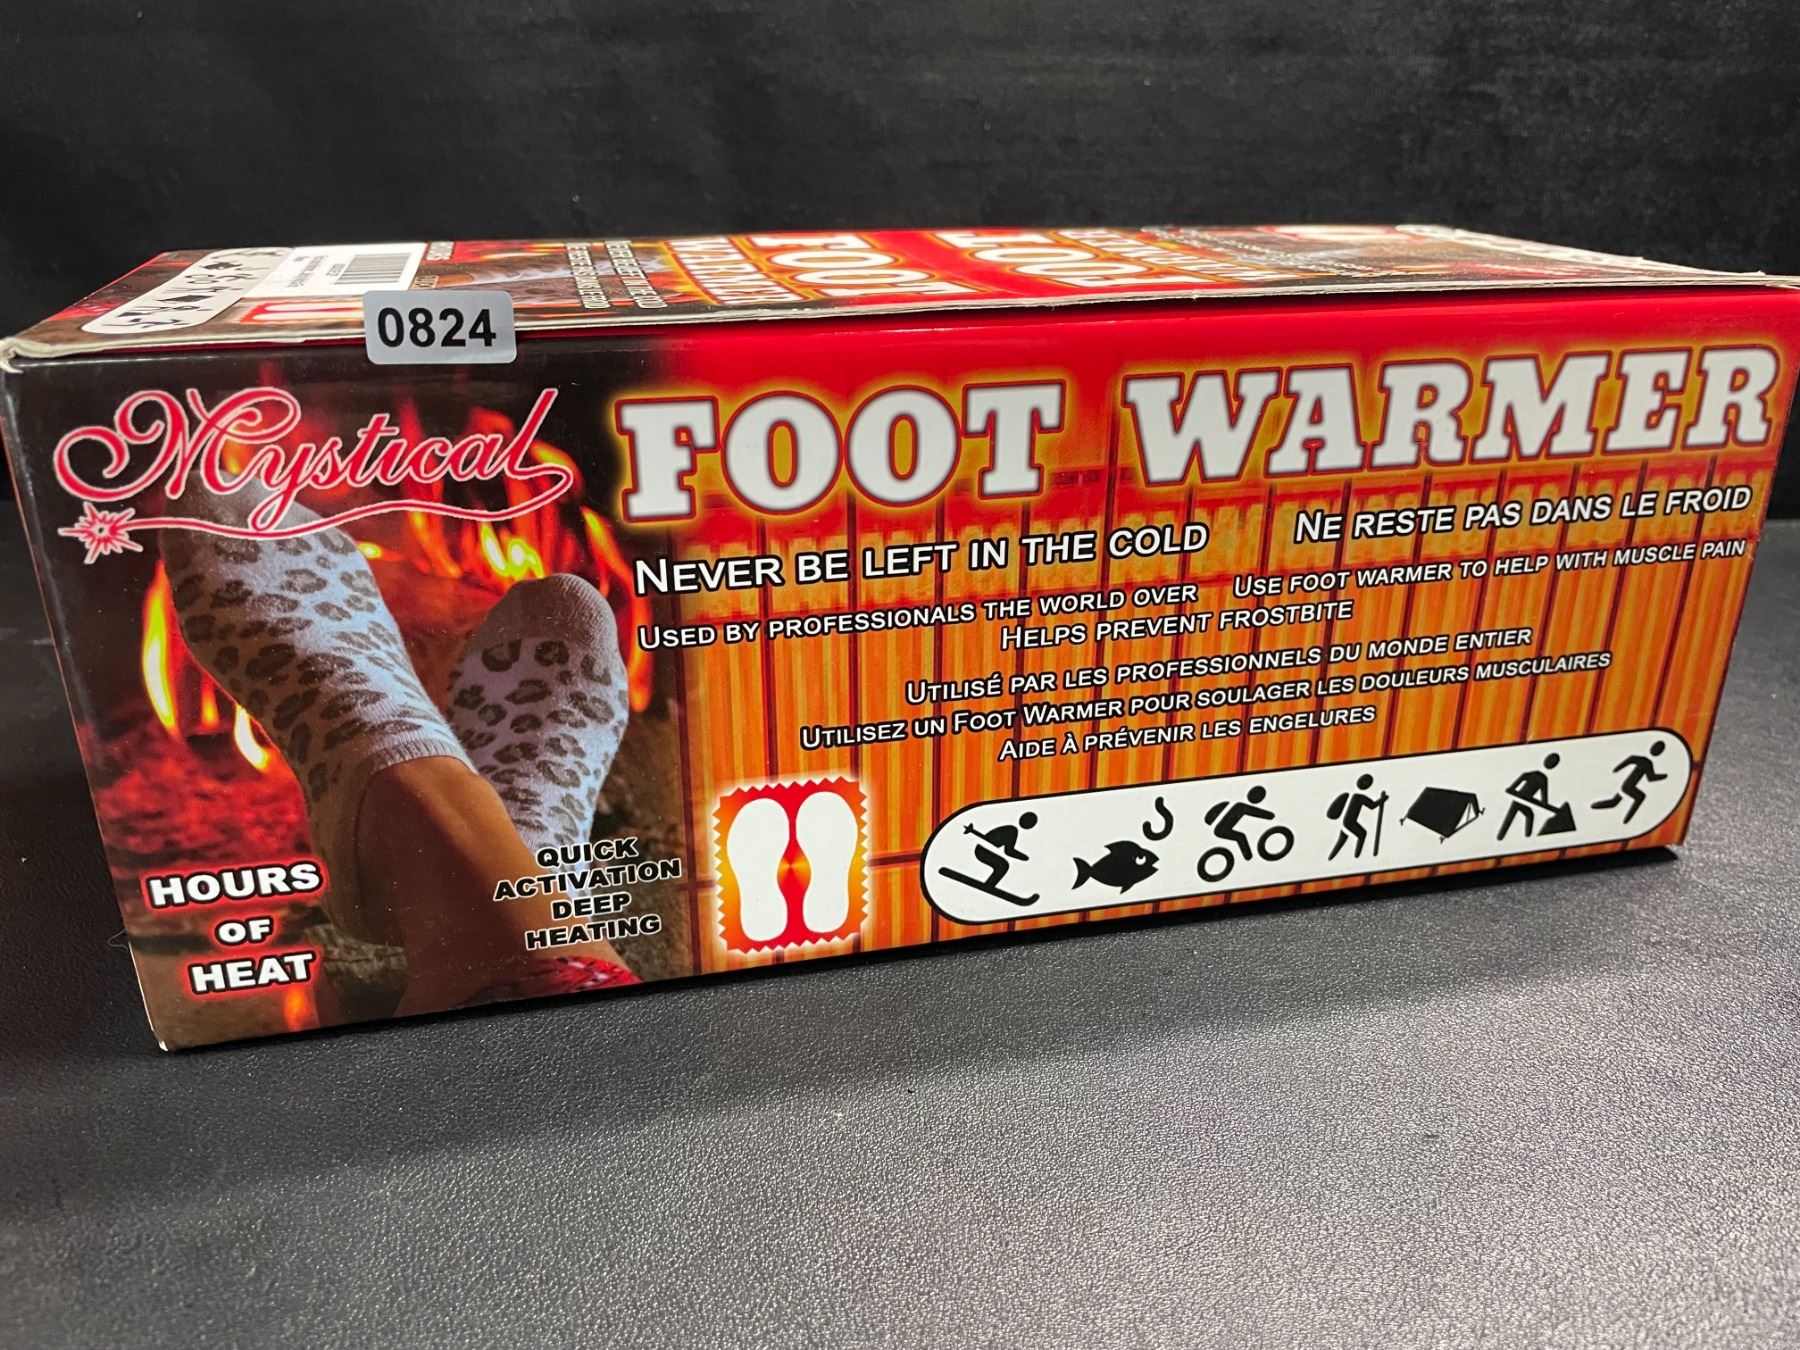 0824
WARMER
FOOT
Mystical
FOOT WARMER
NEVER BE LEFT IN THE COLD
NE RESTE PAS DANS LE FROID
USED BY PROFESSIONALS THE WORLD OVER
USE FOOT WARMER TO HELP WITH MUSCLE PAIN
HELPS PREVENT FROSTBITE
UTILISÉ PAR LES PROFESSIONNELS DU MONDE ENTIER
UTILISEZ UN FOOT WARMER POUR SOULAGER LES DOULEURS MUSCULAIRES
AIDE À PRÉVENIR LES ENGELURES
HOURS
OF
HEAT
QUICK
ACTIVATION
DEEP
HEATING